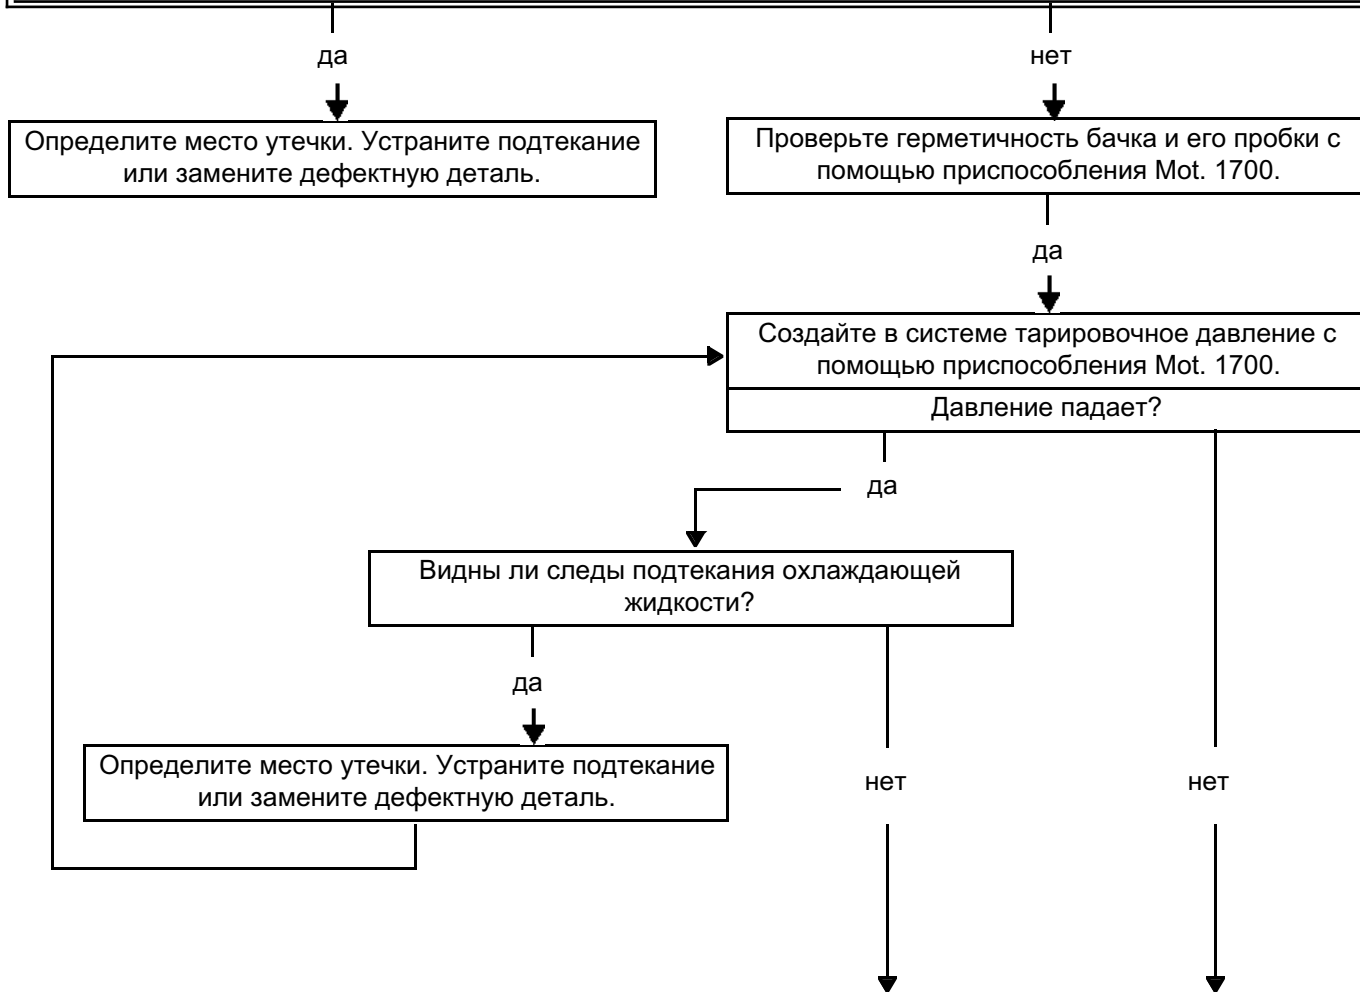 да
нет
Определите место утечки. Устраните подтекание
или замените дефектную деталь.
Проверьте герметичность бачка и его пробки с
помощью приспособления Mot. 1700.
да
Создайте в системе тарировочное давление с
помощью приспособления Mot. 1700.
Давление падает?
да
Видны ли следы подтекания охлаждающей
жидкости?
да
Определите место утечки. Устраните подтекание
или замените дефектную деталь.
нет
нет